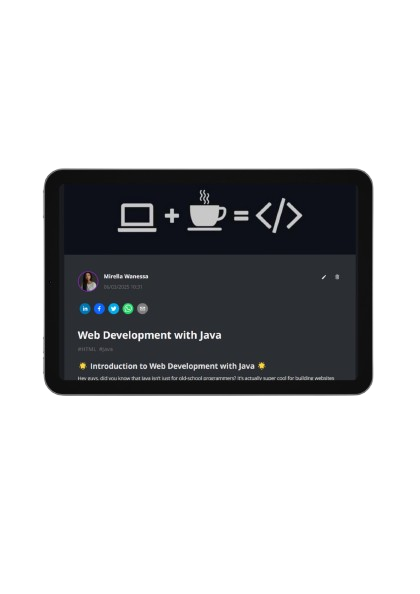 Mirella Wanessa
Web Development with Java
#HTML #Java
🌟 Introduction to Web Development with Java 🌟
Hey guys, did you know that Java isn't just for old-school programmers? It's actually super cool for building websites